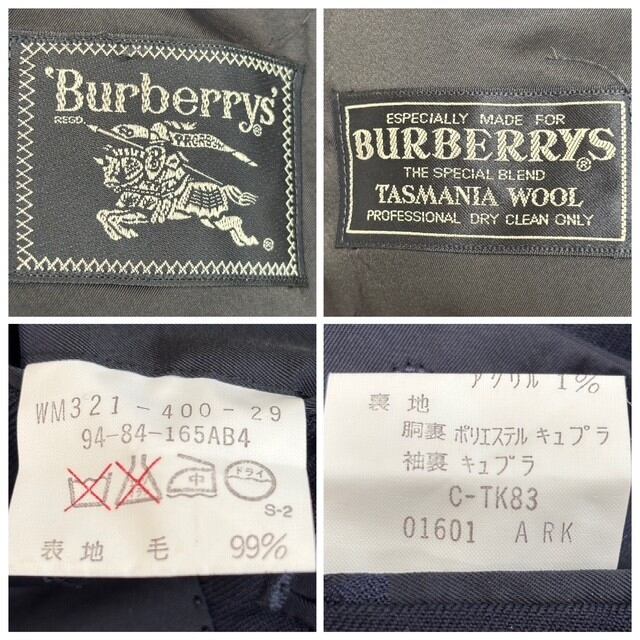 'Burberrys'®
REGD.
PRORSUM
®
ESPECIALLY MADE FOR
BURBERRYS®
THE SPECIAL BLEND
TASMANIA WOOL
PROFESSIONAL DRY CLEAN ONLY
WM321-400-29
94-84-165AB4
中 ドライ
S-2
表地 毛 99%
アクリル 1%
裏地
胴裏 ポリエステル キュプラ
袖裏 キュプラ
C-TK83
01601 ARK